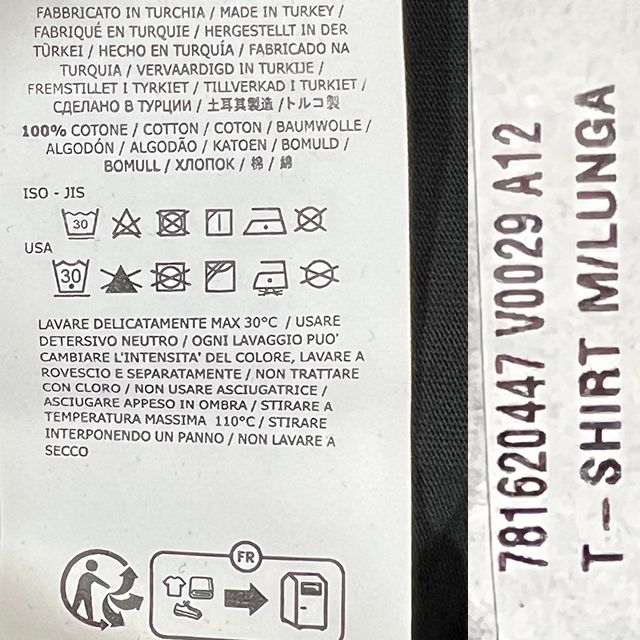 FABBRICATO IN TURCHIA / MADE IN TURKEY /
FABRIQUÉ EN TURQUIE / HERGESTELLT IN DER
TÜRKEI / HECHO EN TURQUÍA / FABRICADO NA
TURQUIA / VERVAARDIGD IN TURKIJE /
FREMSTILLET I TYRKIET / TILLVERKAD I TURKIET /
СДЕЛАНО В ТУРЦИИ / 土耳其製造 / トルコ製
100% COTONE / COTTON / COTON / BAUMWOLLE /
ALGODÓN / ALGODÃO / KATOEN / BOMULD /
BOMULL / ХЛОПОК / 棉 / 綿
ISO - JIS
30
USA
30
LAVARE DELICATAMENTE MAX 30°C / USARE
DETERSIVO NEUTRO / OGNI LAVAGGIO PUO'
CAMBIARE L'INTENSITA' DEL COLORE, LAVARE A
ROVESCIO E SEPARATAMENTE / NON TRATTARE
CON CLORO / NON USARE ASCIUGATRICE /
ASCIUGARE APPESO IN OMBRA / STIRARE A
TEMPERATURA MASSIMA 110°C / STIRARE
INTERPONENDO UN PANNO / NON LAVARE A
SECCO
FR
781620447 V0029 A12
T-SHIRT M/LUNGA